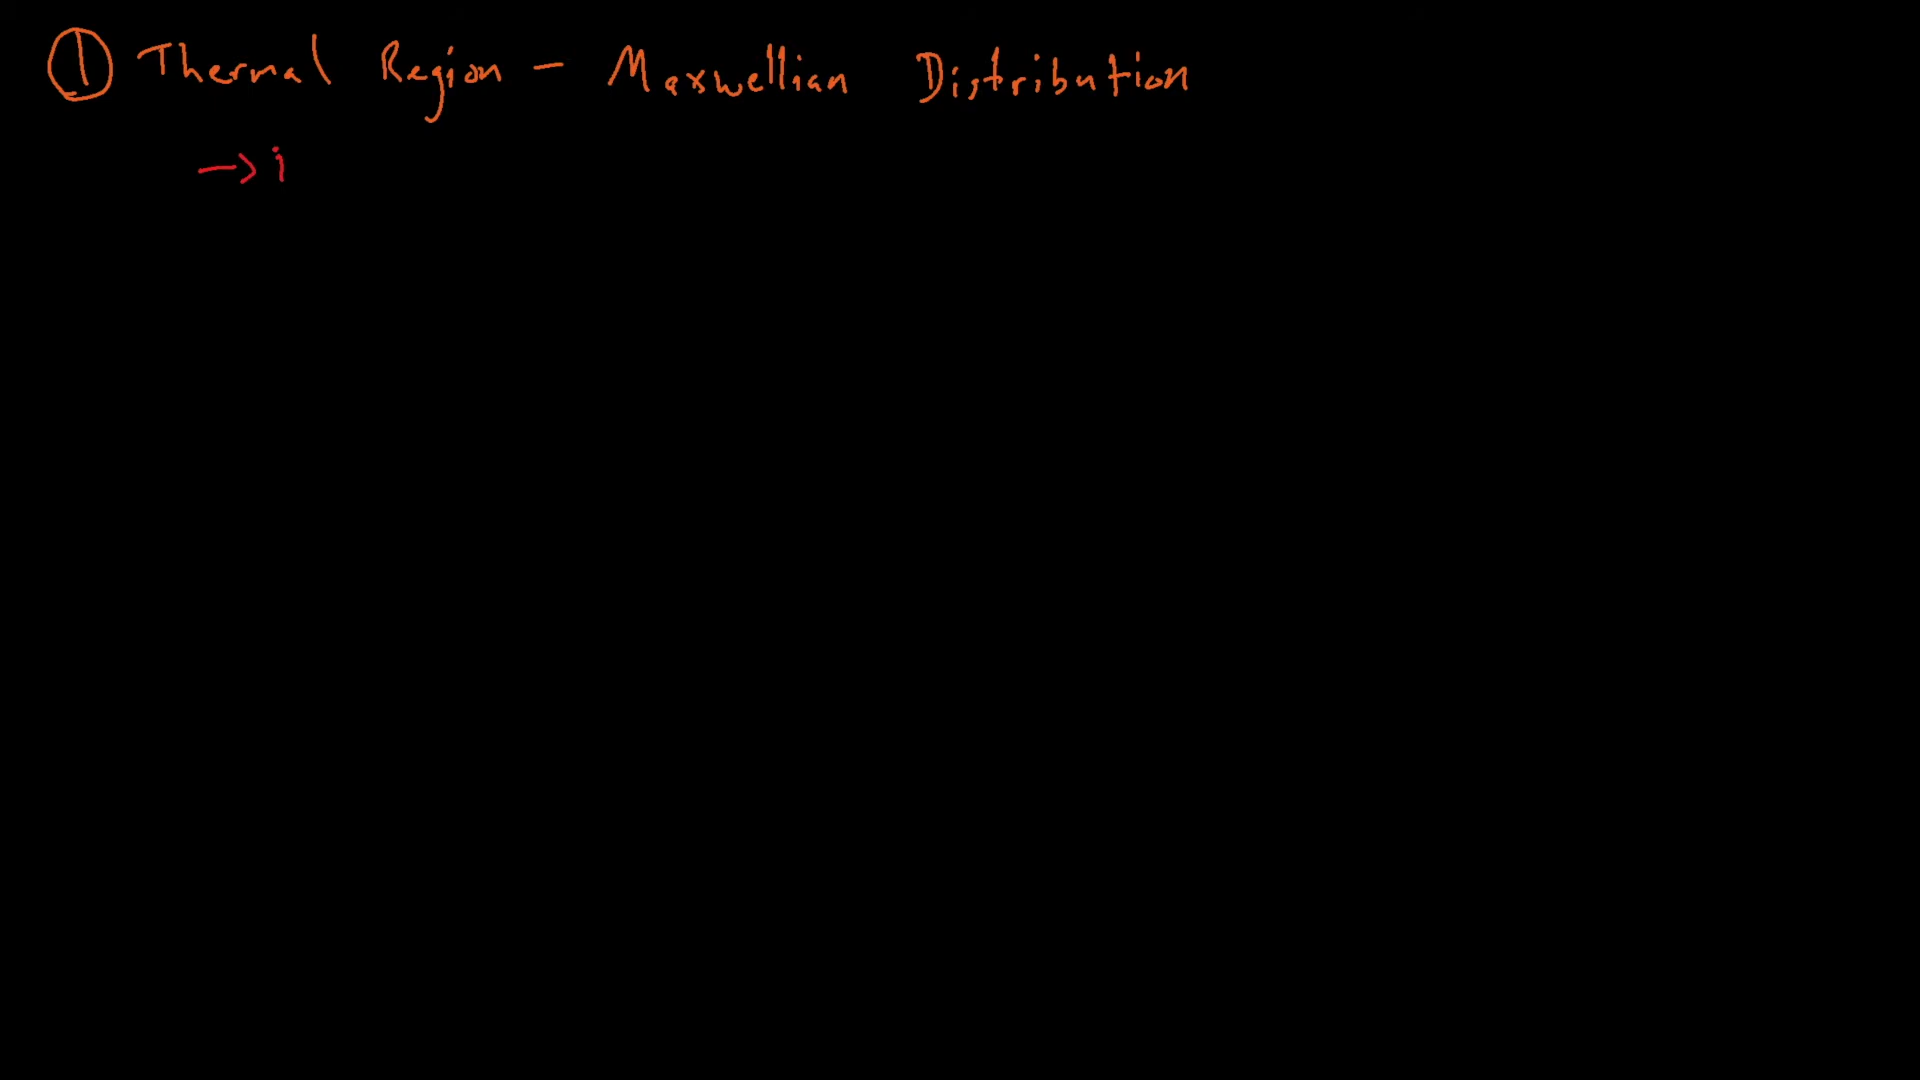 ① Thermal Region - Maxwellian Distribution
→ i